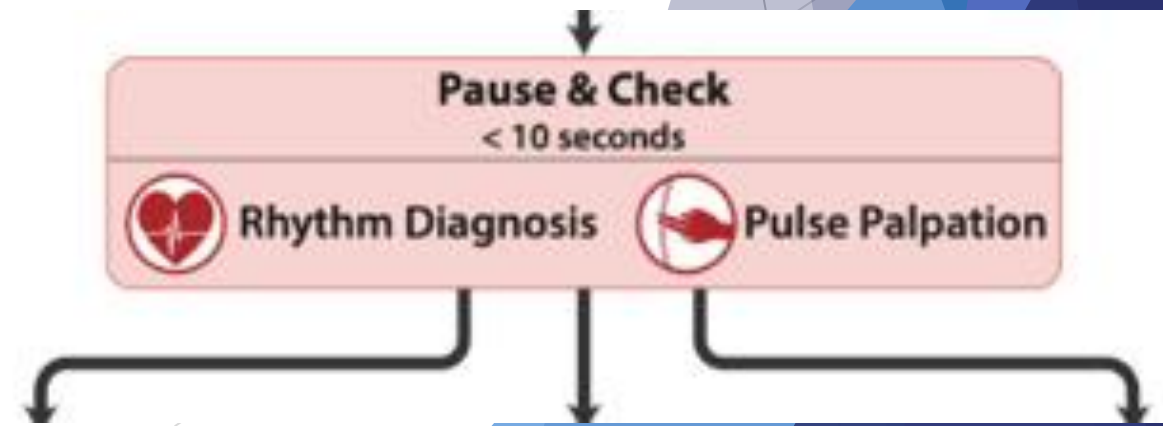 Pause & Check
< 10 seconds
Rhythm Diagnosis
Pulse Palpation